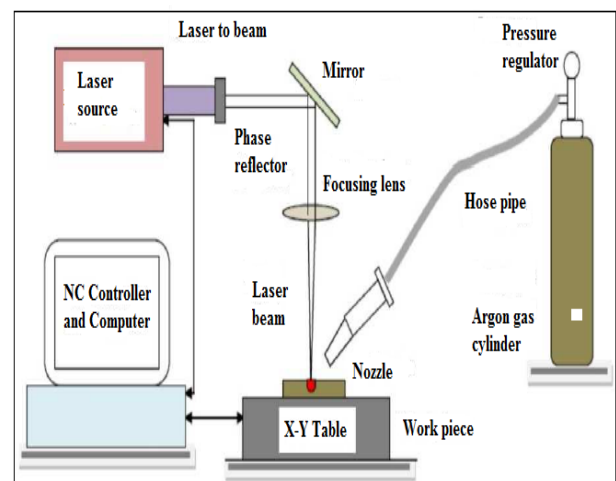 Laser to beam
Pressure
regulator
Laser
source
Mirror
Phase
reflector
Focusing lens
Hose pipe
NC Controller
and Computer
Laser
beam
Argon gas
cylinder
Nozzle
X-Y Table
Work piece